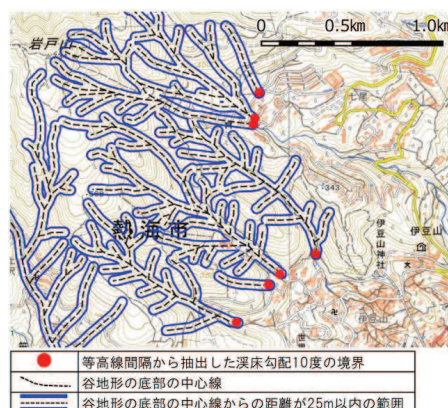 0 0.5km 1.0km
岩戸山
・343
熱海市
伊豆山神社
伊豆山
等高線間隔から抽出した渓床勾配10度の境界
谷地形の底部の中心線
谷地形の底部の中心線からの距離が25m以内の範囲